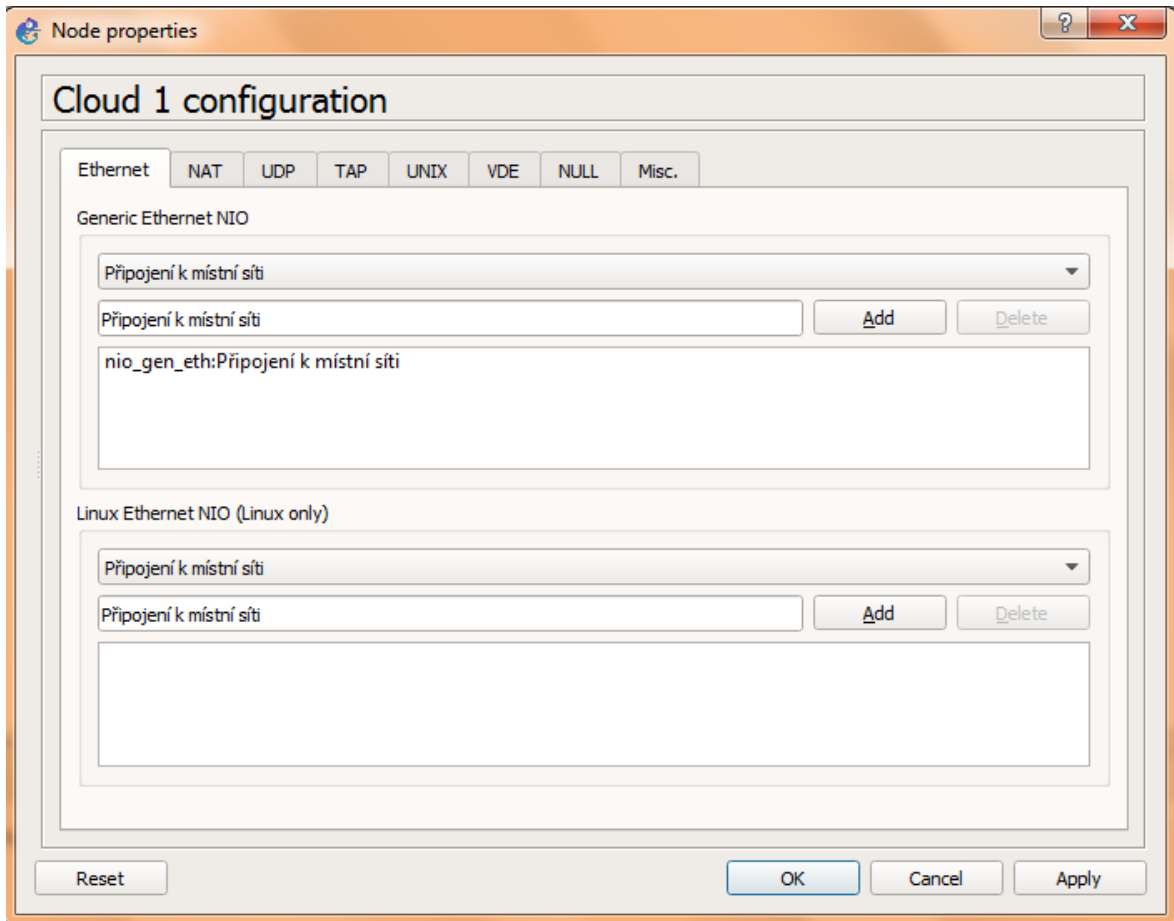 Node properties
Cloud 1 configuration
Ethernet NAT UDP TAP UNIX VDE NULL Misc.
Generic Ethernet NIO
Připojení k místní síti
Připojení k místní síti Add Delete
nio_gen_eth:Připojení k místní síti
Linux Ethernet NIO (Linux only)
Připojení k místní síti
Připojení k místní síti Add Delete
Reset OK Cancel Apply